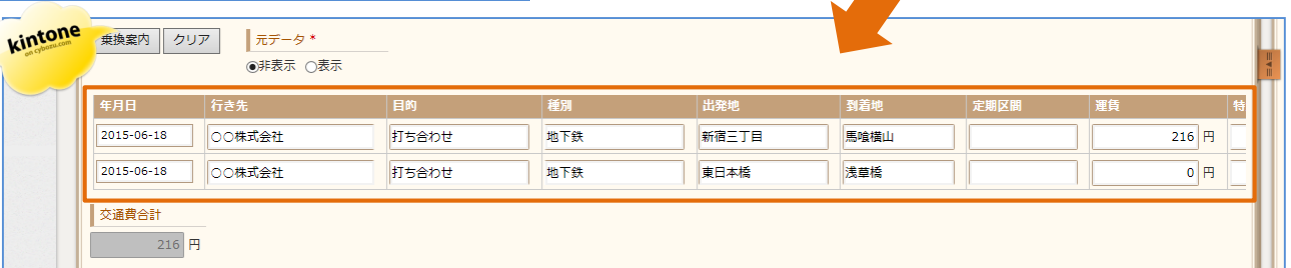 kintone
on cybozu.com
乗換案内 クリア 元データ *
●非表示 ○表示
年月日 行き先 目的 種別 出発地 到着地 定期区間 運賃 特
2015-06-18 ○○株式会社 打ち合わせ 地下鉄 新宿三丁目 馬喰横山 216 円
2015-06-18 ○○株式会社 打ち合わせ 地下鉄 東日本橋 浅草橋 0 円
交通費合計
216 円